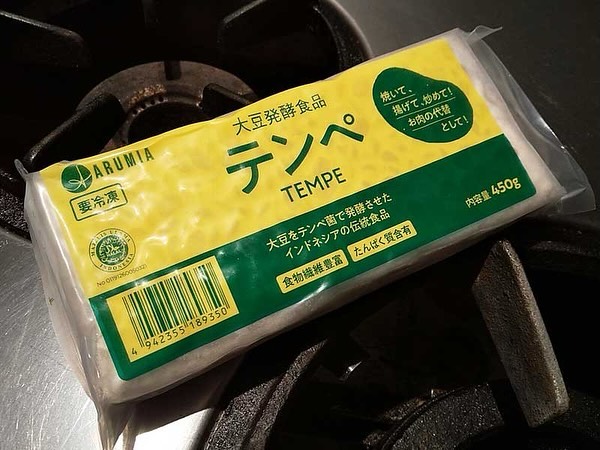 ARUMIA
要冷凍
大豆発酵食品
テンペ
TEMPE
焼いて、
揚げて、炒めて!
お肉の代替
として!
大豆をテンペ菌で発酵させた
インドネシアの伝統食品
食物繊維豊富
たんぱく質含有
内容量 450g
INDONESIA
4 942355 189350